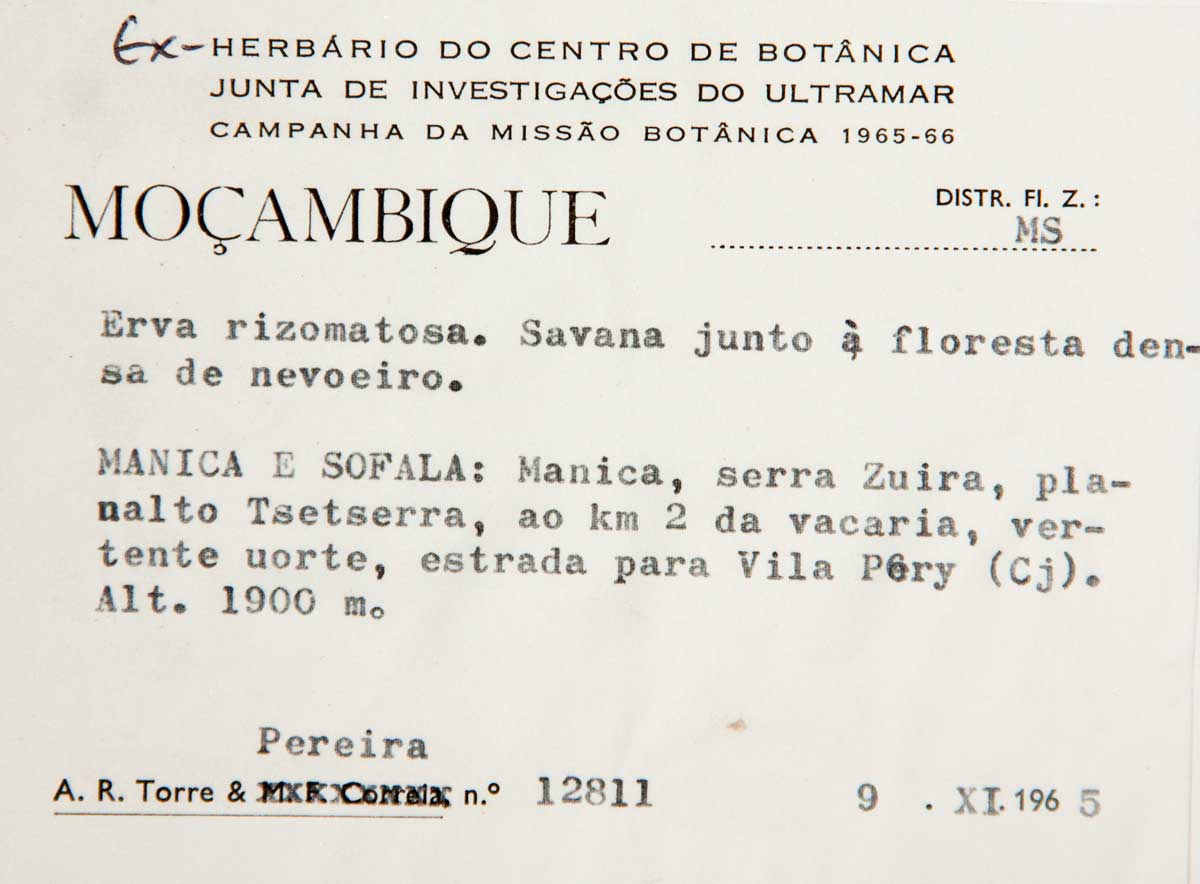 Ex-HERBÁRIO DO CENTRO DE BOTÂNICA
JUNTA DE INVESTIGAÇÕES DO ULTRAMAR
CAMPANHA DA MISSÃO BOTÂNICA 1965-66
MOÇAMBIQUE
DISTR. FI. Z.:
MS
Erva rizomatosa. Savana junto à floresta den-
sa de nevoeiro.
MANICA E SOFALA: Manica, serra Zuira, pla-
nalto Tsetserra, ao km 2 da vacaria, ver-
tente uorte, estrada para Vila Pery (Cj).
Alt. 1900 m.
Pereira
A. R. Torre & M. F. Correia, n.º 12811 9 . XI. 1965